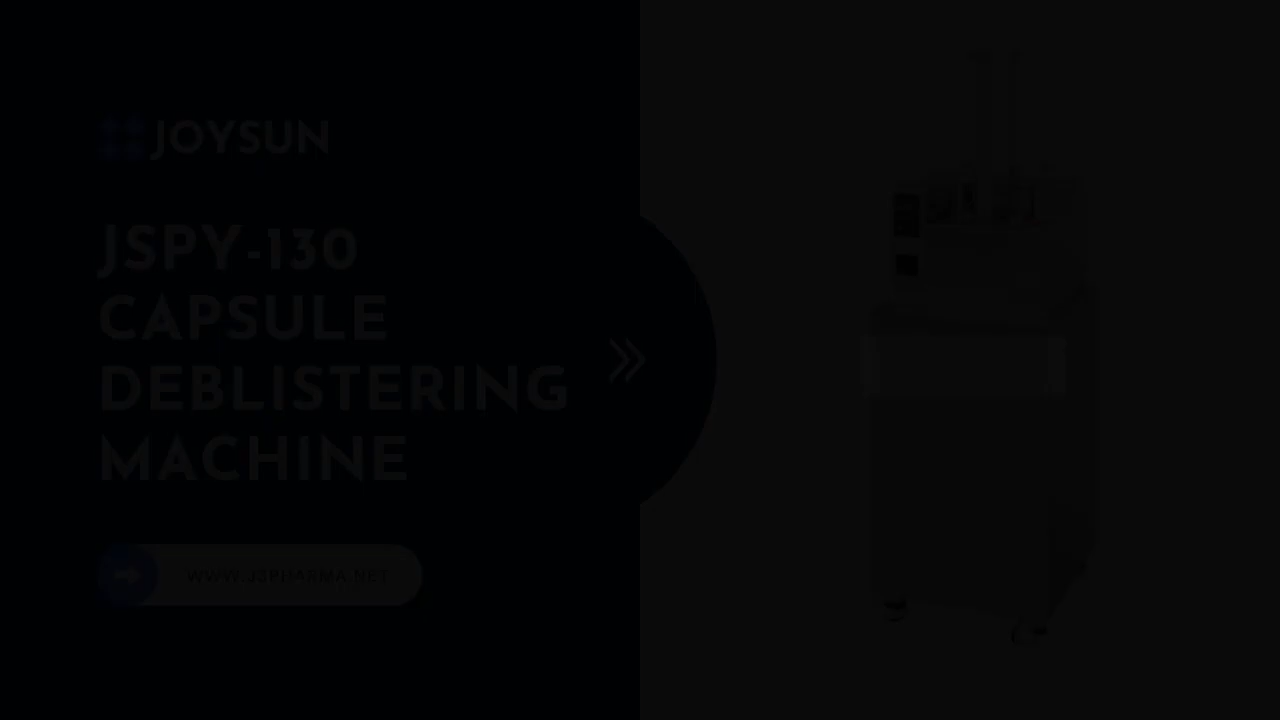 JOYSUN
JSPY-130
CAPSULE
DEBLISTERING
MACHINE
WWW.JSPHARMA.NET